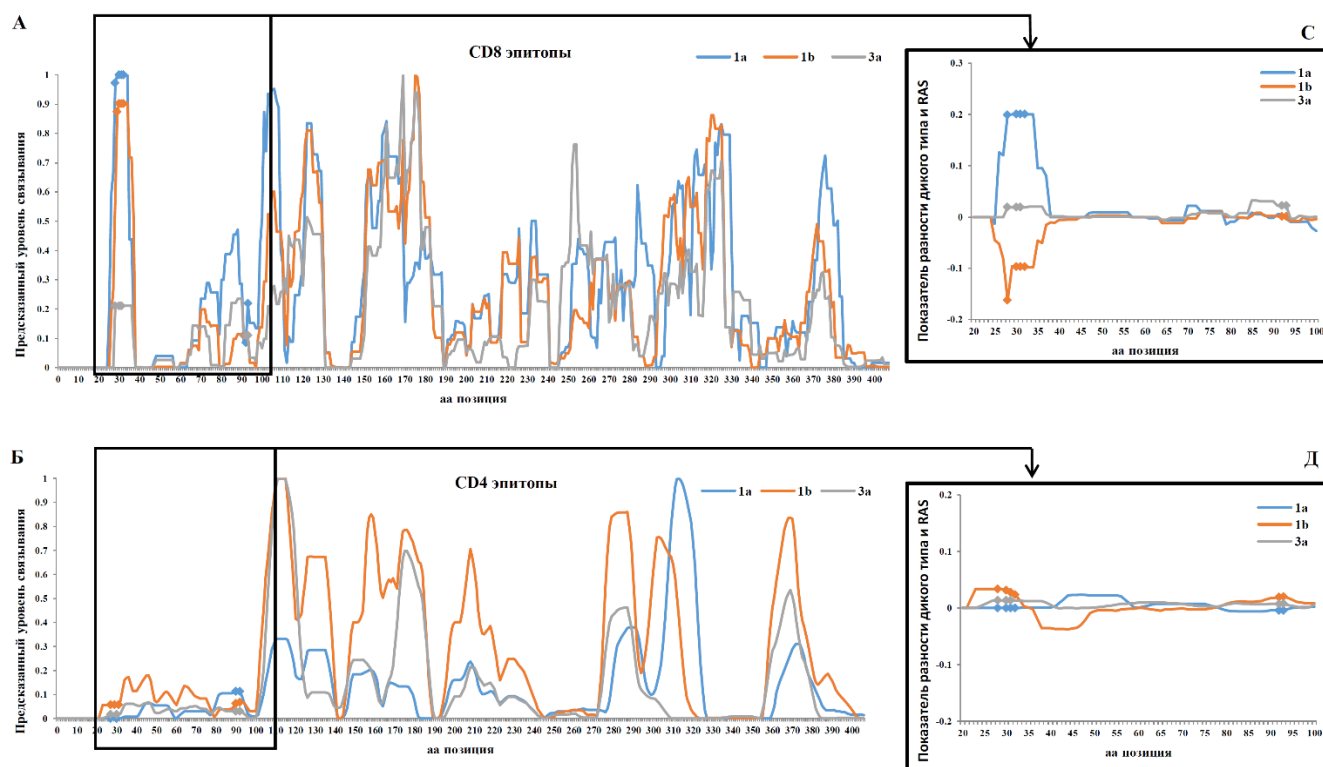 А
CD8 эпитопы
1a
1b
3a
Предсказанный уровень связывания
1
0.9
0.8
0.7
0.6
0.5
0.4
0.3
0.2
0.1
0
0 10 20 30 40 50 60 70 80 90 100 110 120 130 140 150 160 170 180 190 200 210 220 230 240 250 260 270 280 290 300 310 320 330 340 350 360 370 380 390 400
аа позиция
С
1a
1b
3a
Показатель разности дикого типа и RAS
0.3
0.2
0.1
0
-0.1
-0.2
20 25 30 35 40 45 50 55 60 65 70 75 80 85 90 95 100
аа позиция
Б
CD4 эпитопы
1a
1b
3a
Предсказанный уровень связывания
1
0.9
0.8
0.7
0.6
0.5
0.4
0.3
0.2
0.1
0
0 10 20 30 40 50 60 70 80 90 100 110 120 130 140 150 160 170 180 190 200 210 220 230 240 250 260 270 280 290 300 310 320 330 340 350 360 370 380 390 400
аа позиция
Д
1a
1b
3a
Показатель разности дикого типа и RAS
0.2
0.1
0
-0.1
-0.2
20 25 30 35 40 45 50 55 60 65 70 75 80 85 90 95 100
аа позиция